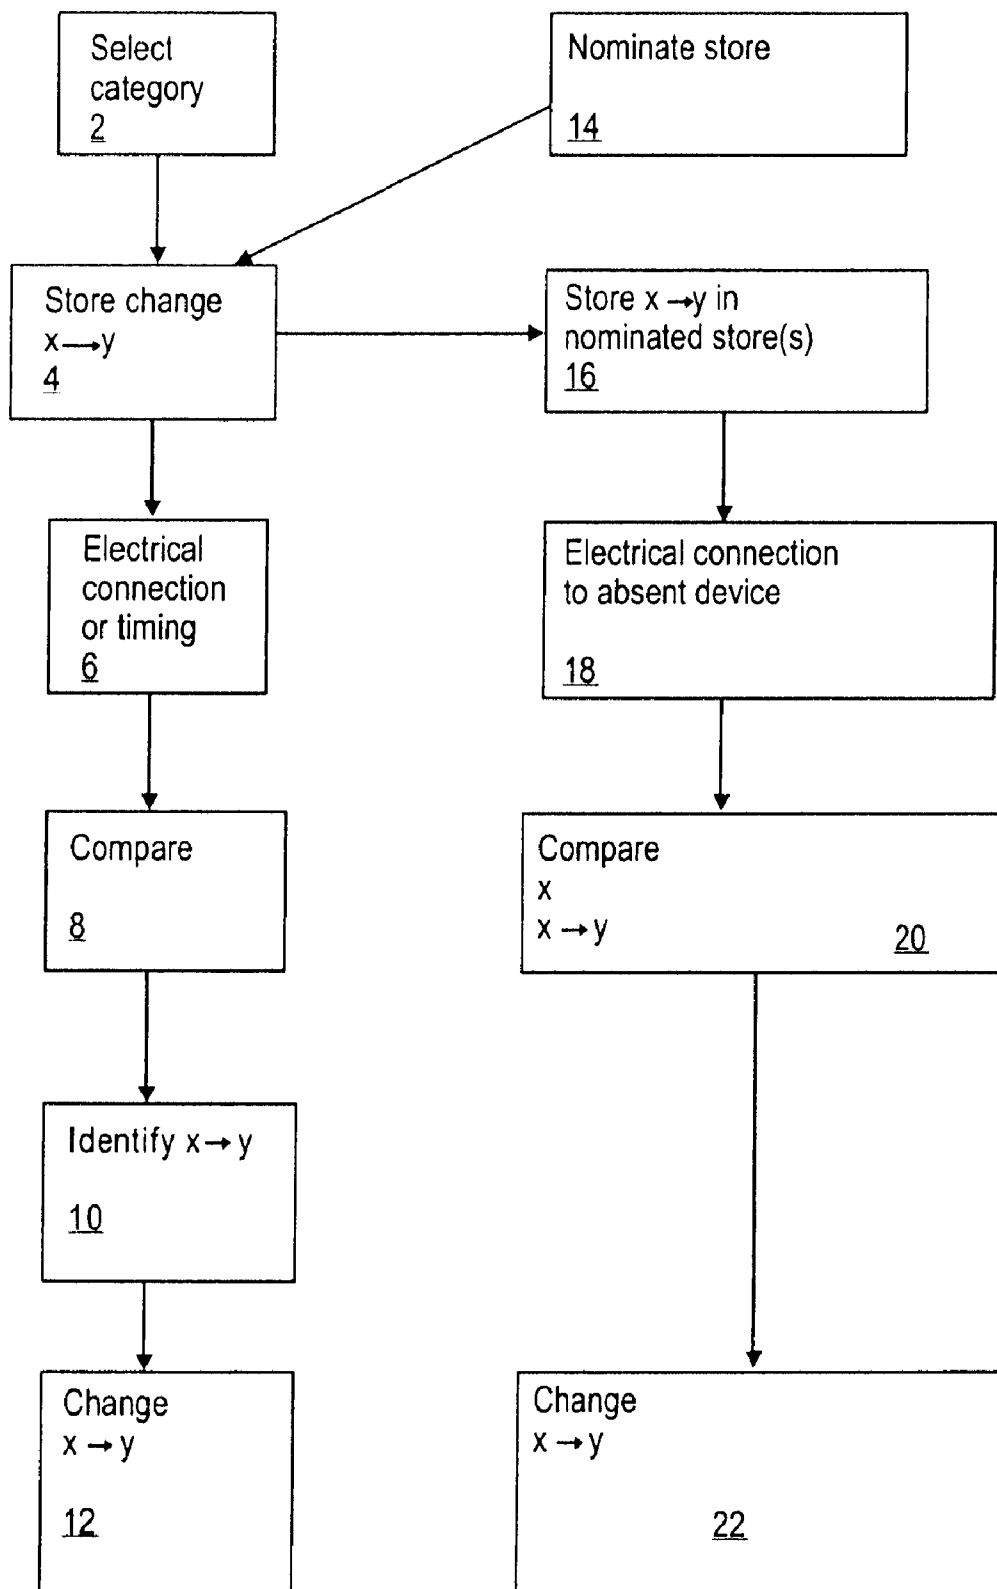 Select
category
2
Nominate store
14
Store change
x→y
4
Store x→y in
nominated store(s)
16
Electrical
connection
or timing
6
Electrical connection
to absent device
18
Compare
8
Compare
x
x→y
20
Identify x→y
10
Change
x→y
12
Change
x→y
22